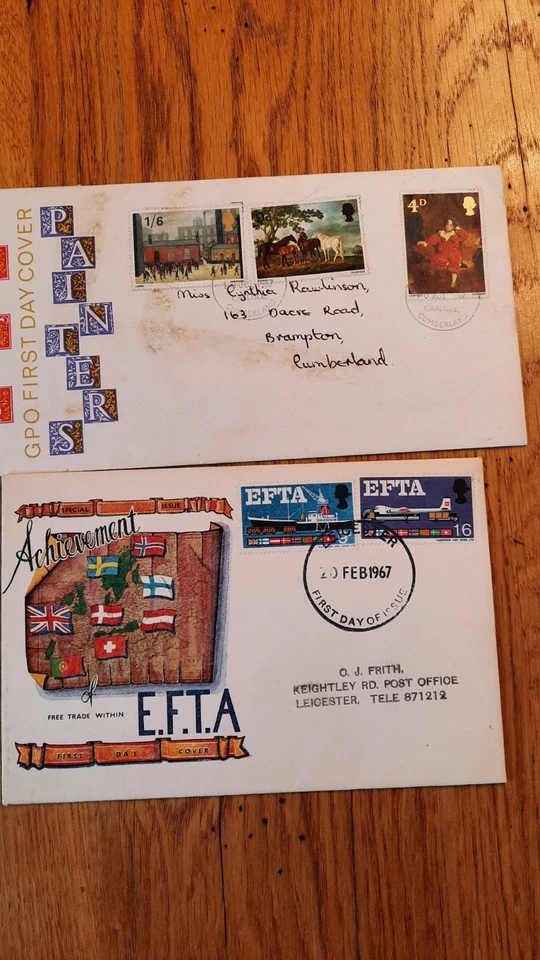 GPO FIRST DAY COVER
PAINTERS
1/6
9d
4D
Miss Cynthia Rawlinson,
163 Dacre Road,
Brampton,
Cumberland.
CARLISLE
CUMBERLAND
SPECIAL ISSUE
Achievement
of
FREE TRADE WITHIN
E.F.T.A
FIRST DAY COVER
EFTA
9d
EFTA
1/6
LEICESTER
20 FEB 1967
FIRST DAY OF ISSUE
O. J. FRITH,
KEIGHTLEY RD. POST OFFICE
LEICESTER, TELE 871212